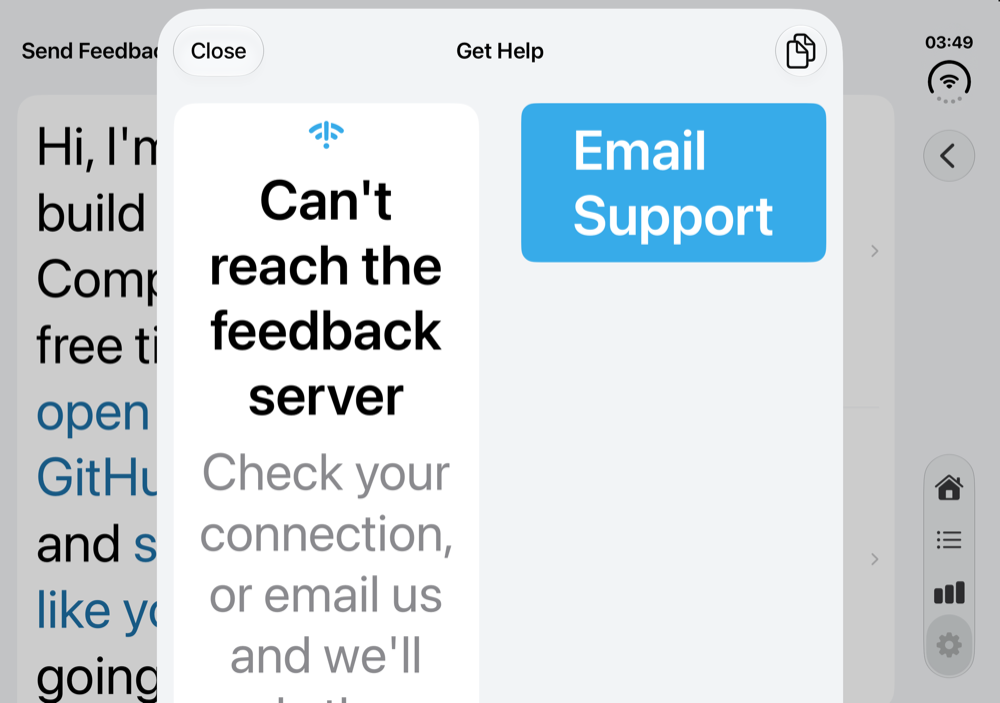 Send Feedbac
Close
Get Help
03:49
Hi, I'm
build
Comp
free ti
open
GitHu
and s
like yo
going
Can't
reach the
feedback
server
Check your
connection,
or email us
and we'll
Email
Support